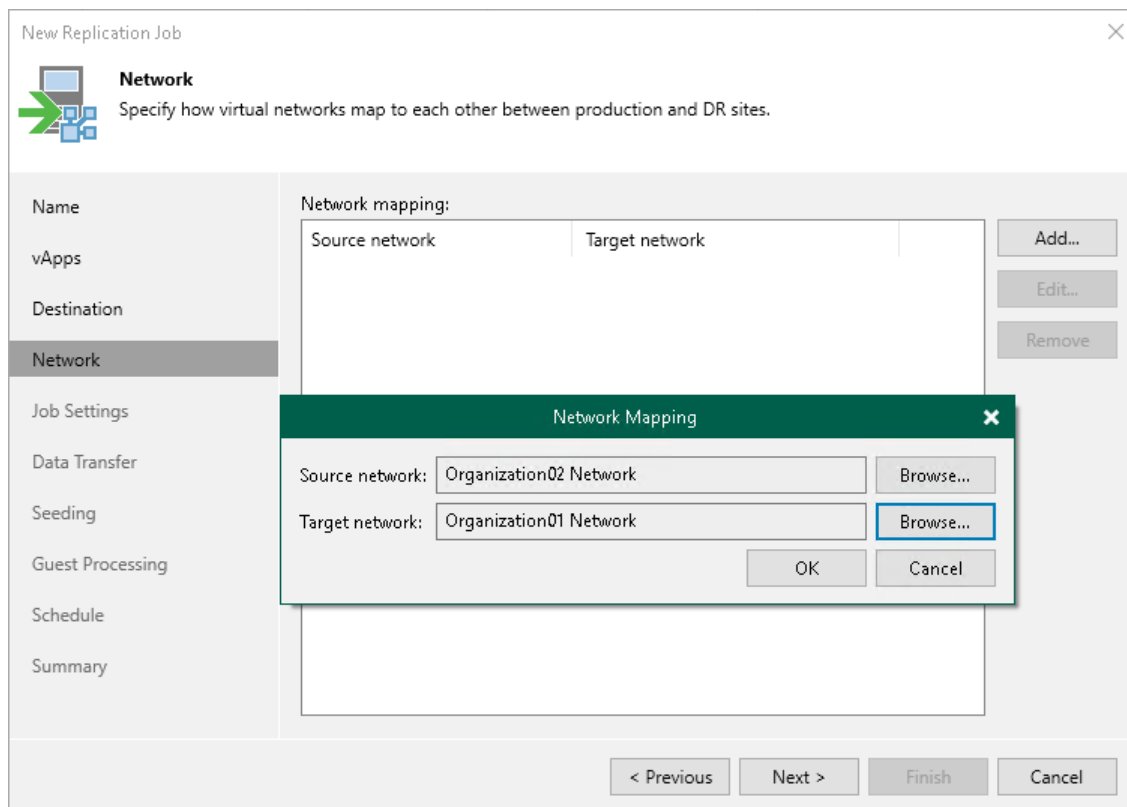 New Replication Job
Network
Specify how virtual networks map to each other between production and DR sites.
Name
vApps
Destination
Network
Job Settings
Data Transfer
Seeding
Guest Processing
Schedule
Summary
Network mapping:
Source network Target network
Add...
Edit...
Remove
Network Mapping
Source network: Organization02 Network Browse...
Target network: Organization01 Network Browse...
OK Cancel
< Previous Next > Finish Cancel